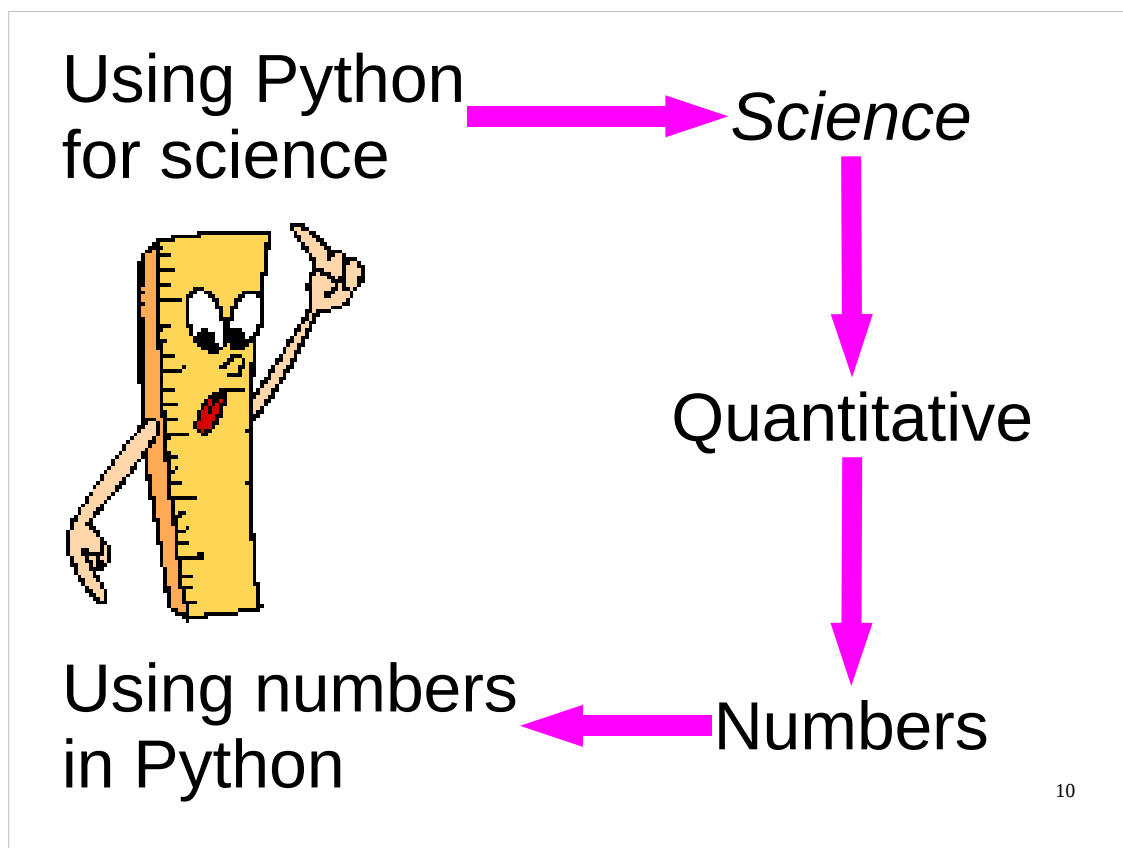 Using Python
for science
Science
Quantitative
Numbers
Using numbers
in Python
10